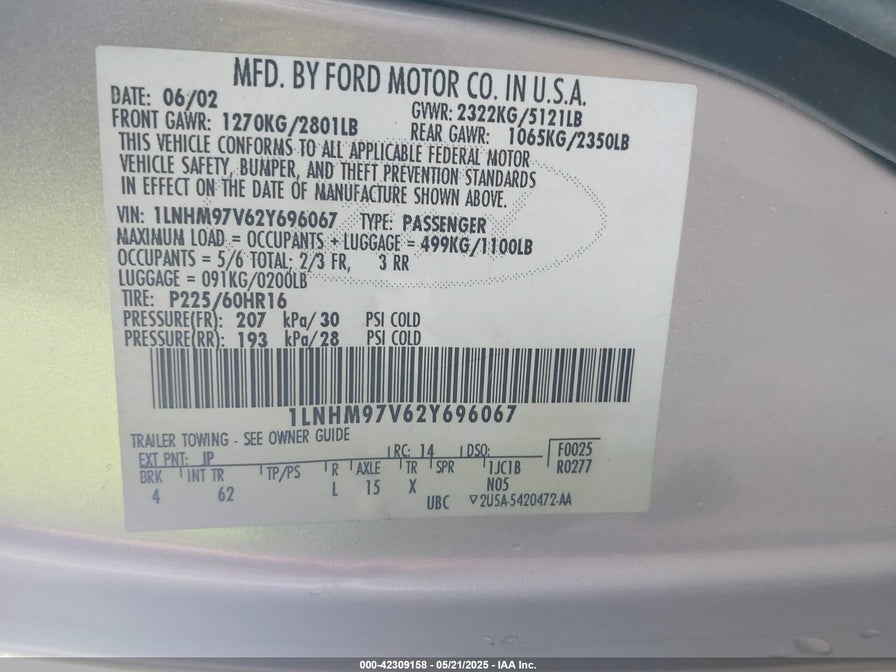 MFD. BY FORD MOTOR CO. IN U.S.A.
DATE: 06/02 GVWR: 2322KG/5121LB
FRONT GAWR: 1270KG/2801LB REAR GAWR: 1065KG/2350LB
THIS VEHICLE CONFORMS TO ALL APPLICABLE FEDERAL MOTOR
VEHICLE SAFETY, BUMPER, AND THEFT PREVENTION STANDARDS
IN EFFECT ON THE DATE OF MANUFACTURE SHOWN ABOVE.
VIN: 1LNHM97V62Y696067 TYPE: PASSENGER
MAXIMUM LOAD = OCCUPANTS + LUGGAGE = 499KG/1100LB
OCCUPANTS = 5/6 TOTAL; 2/3 FR, 3 RR
LUGGAGE = 091KG/0200LB
TIRE: P225/60HR16
PRESSURE(FR): 207 kPa/30 PSI COLD
PRESSURE(RR): 193 kPa/28 PSI COLD
1LNHM97V62Y696067
TRAILER TOWING - SEE OWNER GUIDE
EXT PNT: JP RC: 14 DSO: F0025
BRK INT TR TP/PS R AXLE TR SPR 1JC1B R0277
4 62 L 15 X N05
UBC 2U5A-5420472-AA
000-42309158 - 05/21/2025 - IAA Inc.